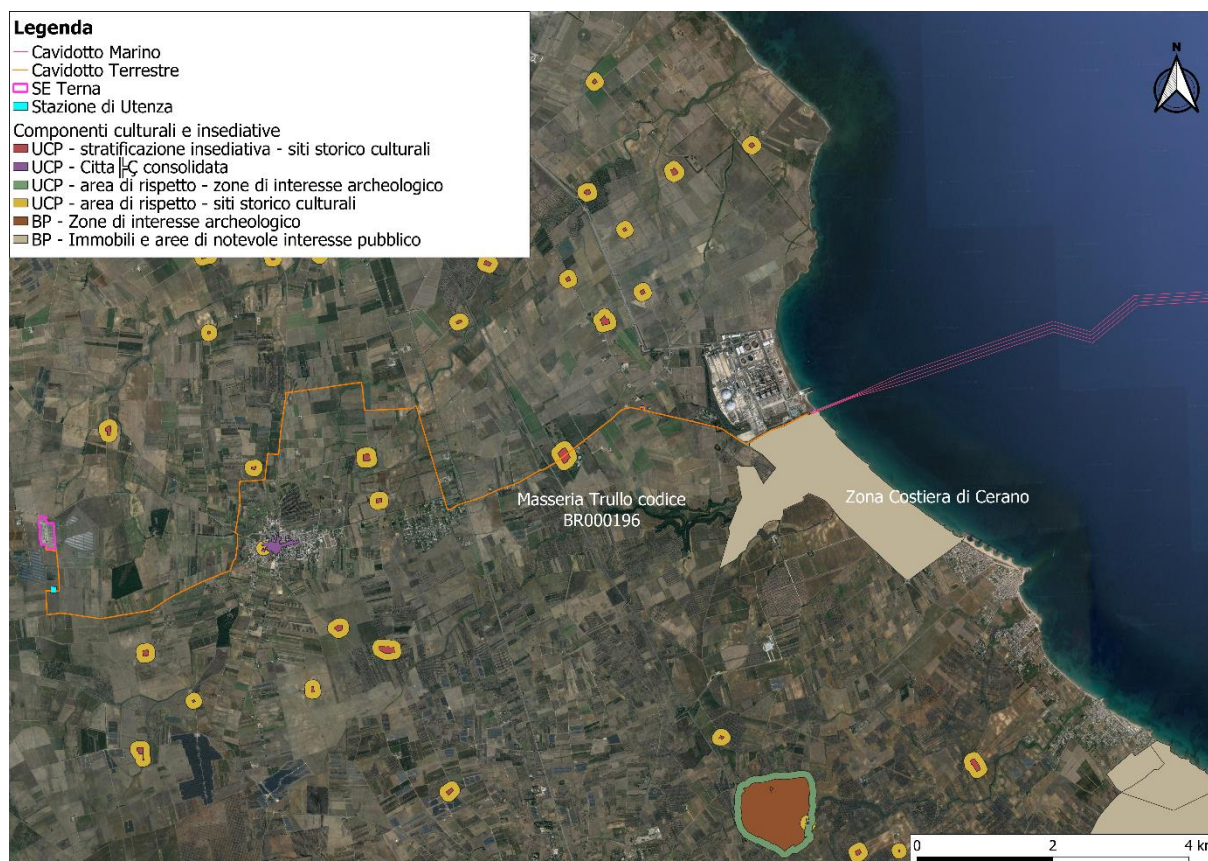 Legenda
Cavidotto Marino
Cavidotto Terrestre
SE Terna
Stazione di Utenza
Componenti culturali e insediative
UCP - stratificazione insediativa - siti storico culturali
UCP - Citta╠Ç consolidata
UCP - area di rispetto - zone di interesse archeologico
UCP - area di rispetto - siti storico culturali
BP - Zone di interesse archeologico
BP - Immobili e aree di notevole interesse pubblico
N
Masseria Trullo codice
BR000196
Zona Costiera di Cerano
0 2 4 km